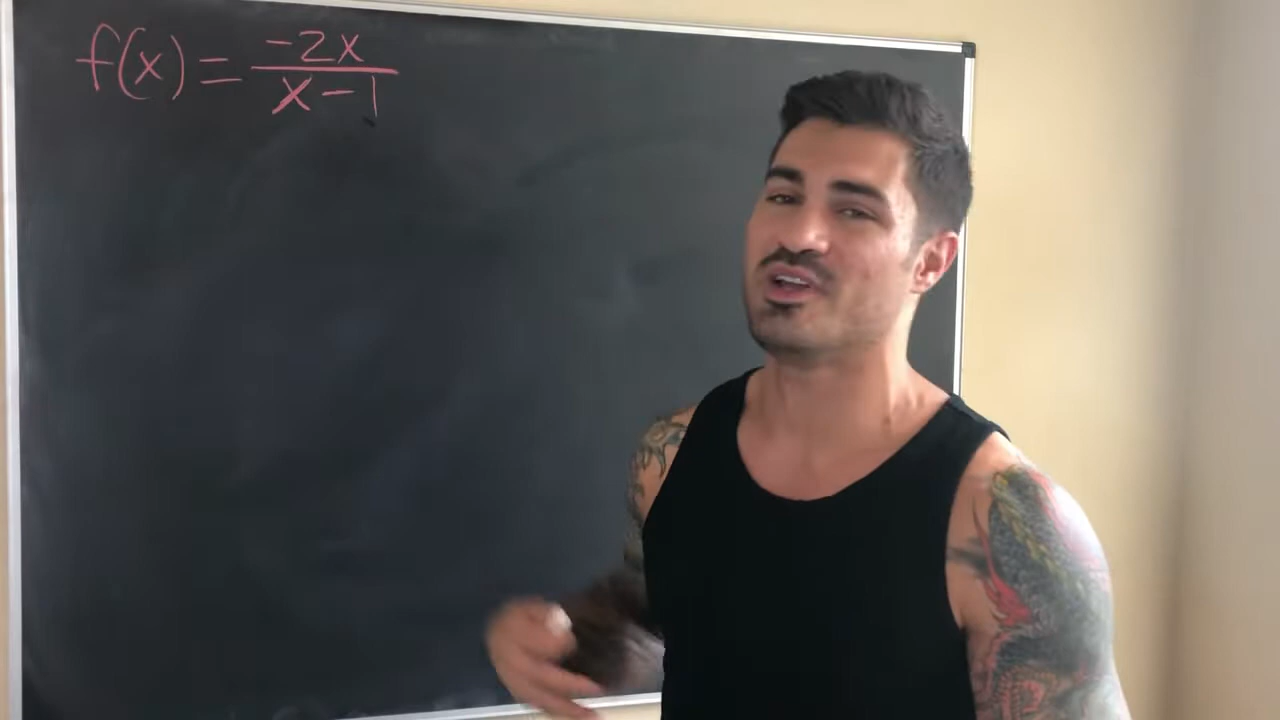 f(x) = -2x / x-1